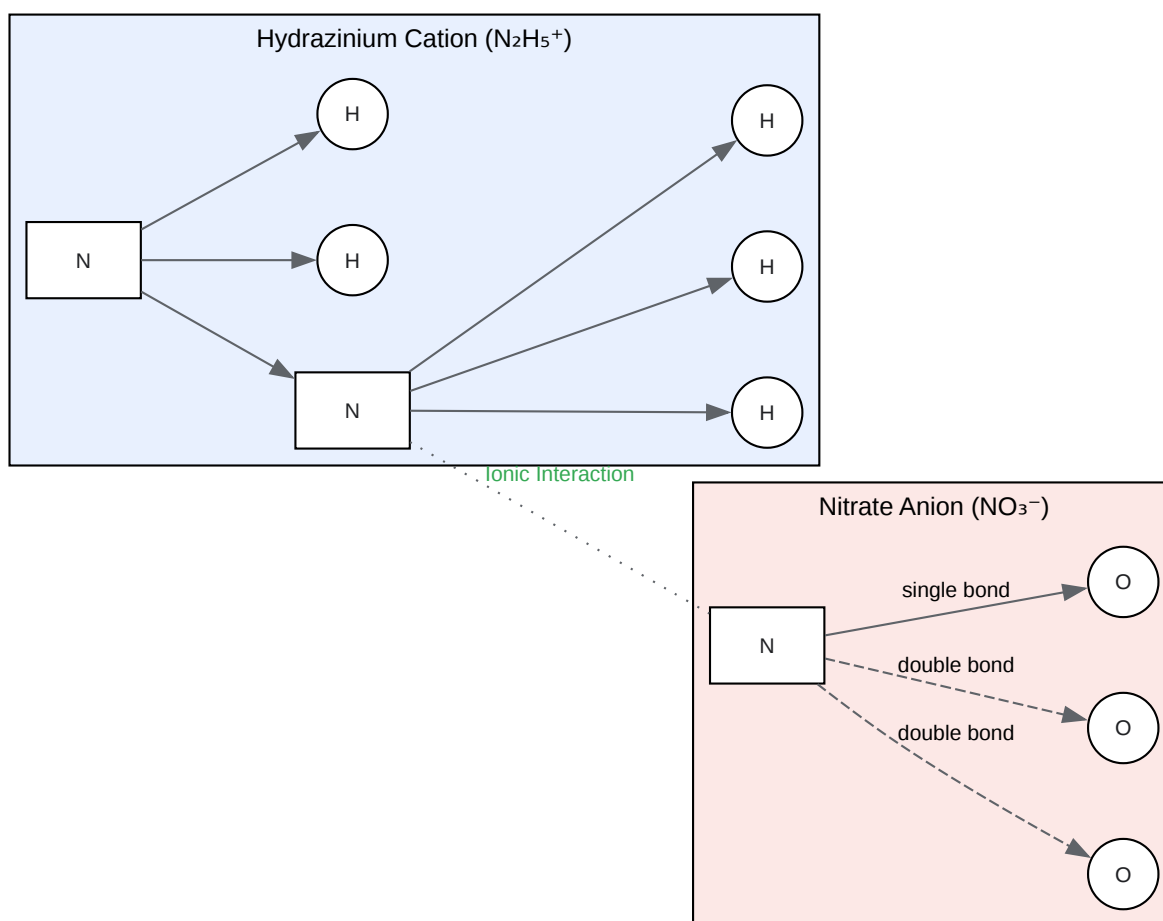 Hydrazinium Cation (N₂H₅⁺)
H
H
N
H
H
N
H
H
Ionic Interaction
Nitrate Anion (NO₃⁻)
O
single bond
N
double bond
O
double bond
O